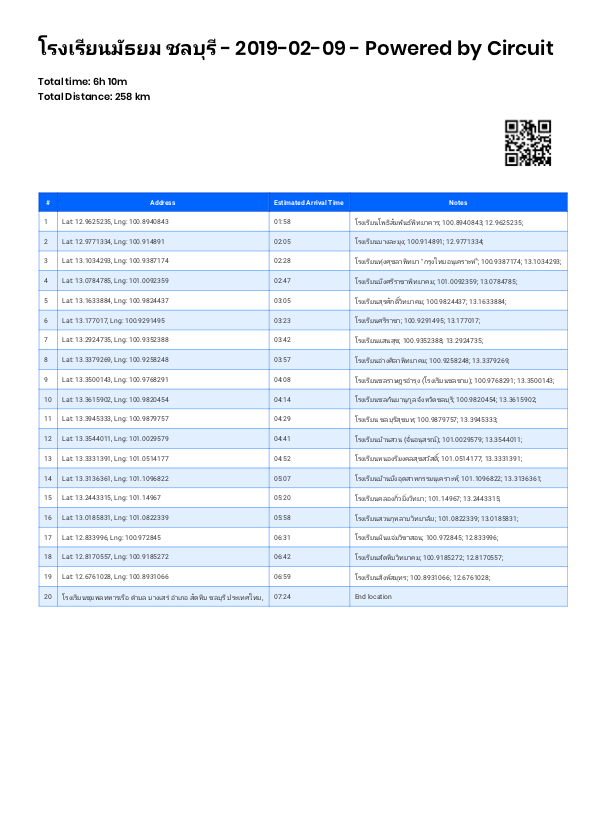 โรงเรียนมัธยม ชลบุรี - 2019-02-09 - Powered by Circuit
Total time: 6h 10m
Total Distance: 258 km
# Address Estimated Arrival Time Notes
1 Lat: 12.9625235, Lng: 100.8940843 01:58 โรงเรียนโพธิสัมพันธ์พิทยาคาร; 100.8940843; 12.9625235;
2 Lat: 12.9771334, Lng: 100.914891 02:05 โรงเรียนบางละมุง; 100.914891; 12.9771334;
3 Lat: 13.1034293, Lng: 100.9387174 02:28 โรงเรียนทุ่งศุขลาพิทยา "กรุงไทยอนุเคราะห์"; 100.9387174; 13.1034293;
4 Lat: 13.0784785, Lng: 101.0092359 02:47 โรงเรียนบึงศรีราชาพิทยาคม; 101.0092359; 13.0784785;
5 Lat: 13.1633884, Lng: 100.9824437 03:05 โรงเรียนสุรศักดิ์วิทยาคม; 100.9824437; 13.1633884;
6 Lat: 13.177017, Lng: 100.9291495 03:23 โรงเรียนศรีราชา; 100.9291495; 13.177017;
7 Lat: 13.2924735, Lng: 100.9352388 03:42 โรงเรียนแสนสุข; 100.9352388; 13.2924735;
8 Lat: 13.3379269, Lng: 100.9258248 03:57 โรงเรียนอ่างศิลาพิทยาคม; 100.9258248; 13.3379269;
9 Lat: 13.3500143, Lng: 100.9768291 04:08 โรงเรียนชลราษฎรอำรุง (โรงเรียนชลชาย); 100.9768291; 13.3500143;
10 Lat: 13.3615902, Lng: 100.9820454 04:14 โรงเรียนชลกันยานุกูล จังหวัดชลบุรี; 100.9820454; 13.3615902;
11 Lat: 13.3945333, Lng: 100.9879757 04:29 โรงเรียน ชลบุรีสุขบท; 100.9879757; 13.3945333;
12 Lat: 13.3544011, Lng: 101.0029579 04:41 โรงเรียนบ้านสวน (จั่นอนุสรณ์); 101.0029579; 13.3544011;
13 Lat: 13.3331391, Lng: 101.0514177 04:52 โรงเรียนหนองรีมงคลสุขสวัสดิ์; 101.0514177; 13.3331391;
14 Lat: 13.3136361, Lng: 101.1096822 05:07 โรงเรียนบ้านบึงอุตสาหกรรมนุเคราะห์; 101.1096822; 13.3136361;
15 Lat: 13.2443315, Lng: 101.14967 05:20 โรงเรียนคลองกิ่วยิ่งวิทยา; 101.14967; 13.2443315;
16 Lat: 13.0185831, Lng: 101.0822339 05:58 โรงเรียนสวนกุหลาบวิทยาลัย; 101.0822339; 13.0185831;
17 Lat: 12.833996, Lng: 100.972845 06:31 โรงเรียนสิงห์สมุทร; 100.972845; 12.833996;
18 Lat: 12.8170557, Lng: 100.9185272 06:42 โรงเรียนสัตหีบวิทยาคม; 100.9185272; 12.8170557;
19 Lat: 12.6761028, Lng: 100.8931066 06:59 โรงเรียนสิงห์สมุทร; 100.8931066; 12.6761028;
20 โรงเรียนชุมพลทหารเรือ ตำบล บางเสร่ อำเภอ สัตหีบ ชลบุรี ประเทศไทย, 07:24 End location